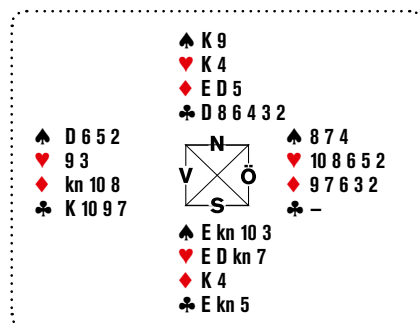 ♠ K 9
♥ K 4
♦ E D 5
♣ D 8 6 4 3 2
♠ D 6 5 2
♥ 9 3
♦ kn 10 8
♣ K 10 9 7
N
V Ö
S
♠ 8 7 4
♥ 10 8 6 5 2
♦ 9 7 6 3 2
♣ –
♠ E kn 10 3
♥ E D kn 7
♦ K 4
♣ E kn 5